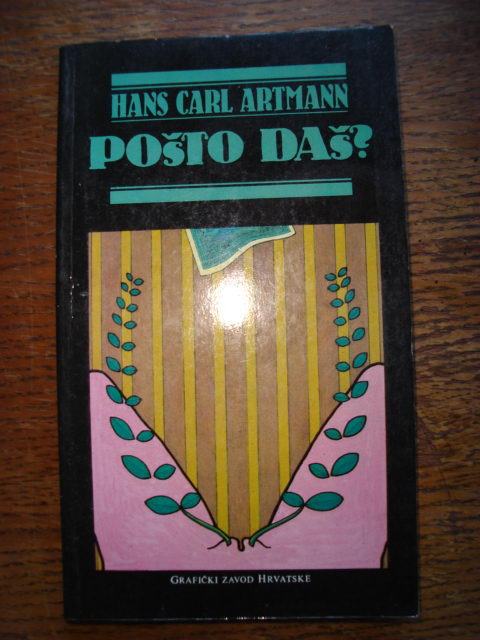 HANS CARL ARTMANN
POŠTO DAŠ?
GRAFIČKI ZAVOD HRVATSKE